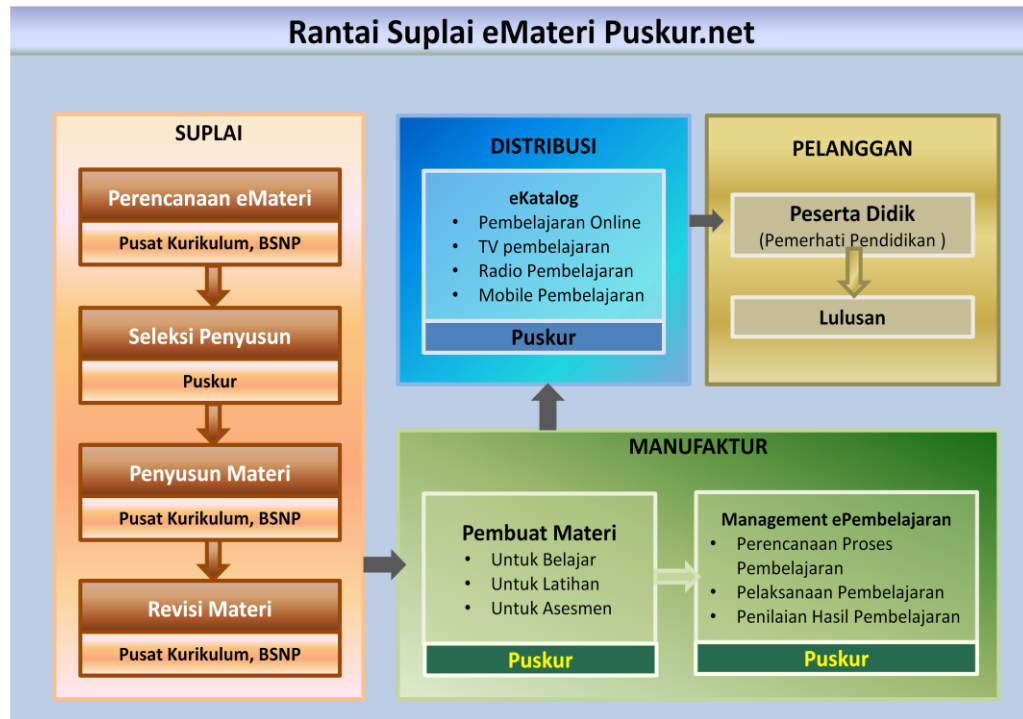 Rantai Suplai eMateri Puskur.net
SUPLAI
Perencanaan eMateri
Pusat Kurikulum, BSNP
Seleksi Penyusun
Puskur
Penyusun Materi
Pusat Kurikulum, BSNP
Revisi Materi
Pusat Kurikulum, BSNP
DISTRIBUSI
eKatalog
• Pembelajaran Online
• TV pembelajaran
• Radio Pembelajaran
• Mobile Pembelajaran
Puskur
PELANGGAN
Peserta Didik
(Pemerhati Pendidikan )
Lulusan
MANUFAKTUR
Pembuat Materi
• Untuk Belajar
• Untuk Latihan
• Untuk Asesmen
Puskur
Management ePembelajaran
• Perencanaan Proses
Pembelajaran
• Pelaksanaan Pembelajaran
• Penilaian Hasil Pembelajaran
Puskur